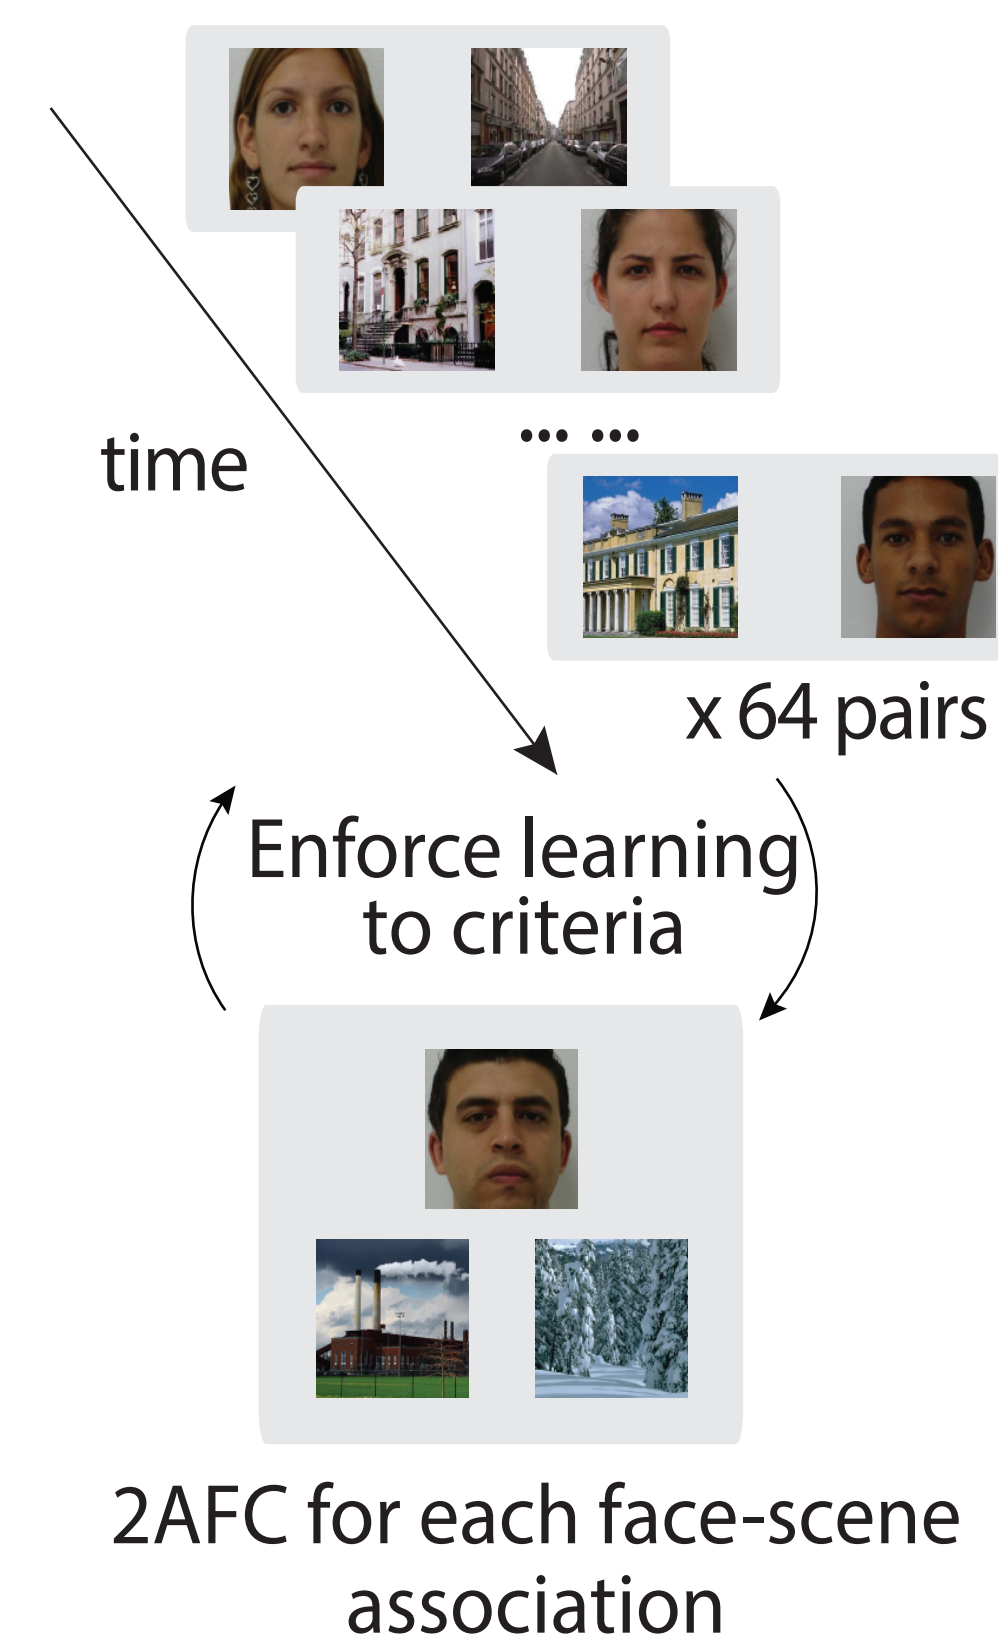 ... ...
time
x 64 pairs
Enforce learning
to criteria
2AFC for each face-scene
association